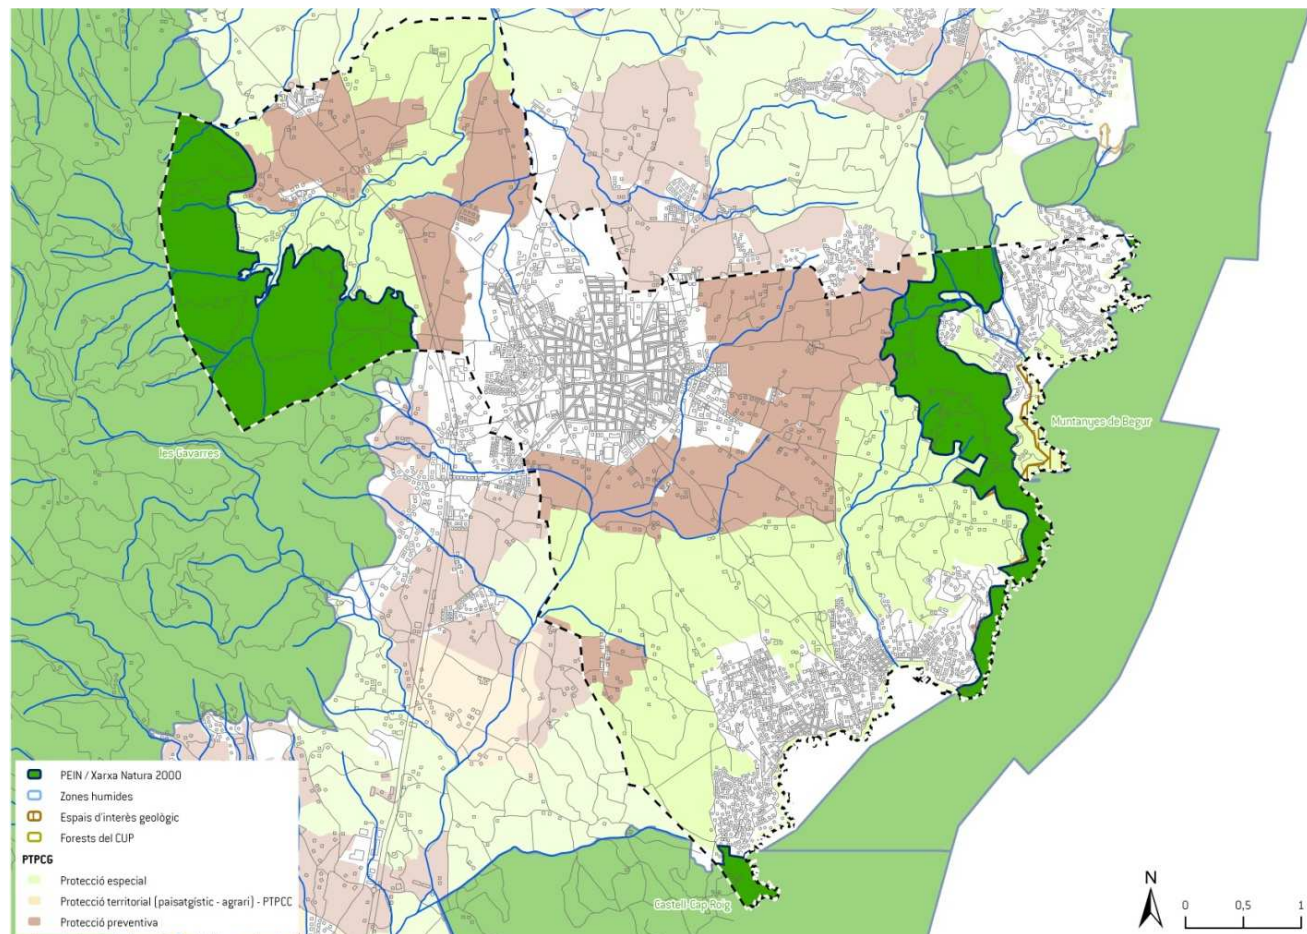 Muntanyes de Begur
les Gavarres
PEIN / Xarxa Natura 2000
Zones humides
Espais d'interès geològic
Forests del CUP
PTPCG
Protecció especial
Protecció territorial (paisatgístic - agrari) - PTPCC
Protecció preventiva
Castell-Cap Roig
N
0 0,5 1